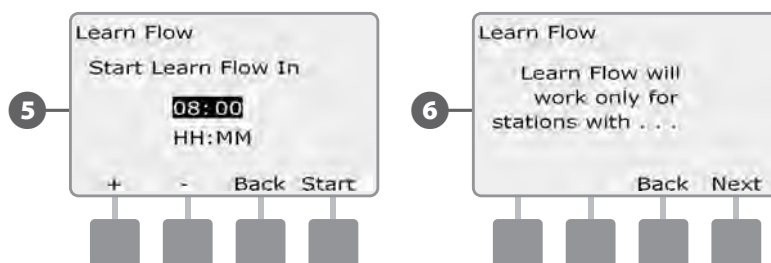 5
Learn Flow
Start Learn Flow In
08:00
HH:MM
+ - Back Start
6
Learn Flow
Learn Flow will
work only for
stations with . . .
Back Next